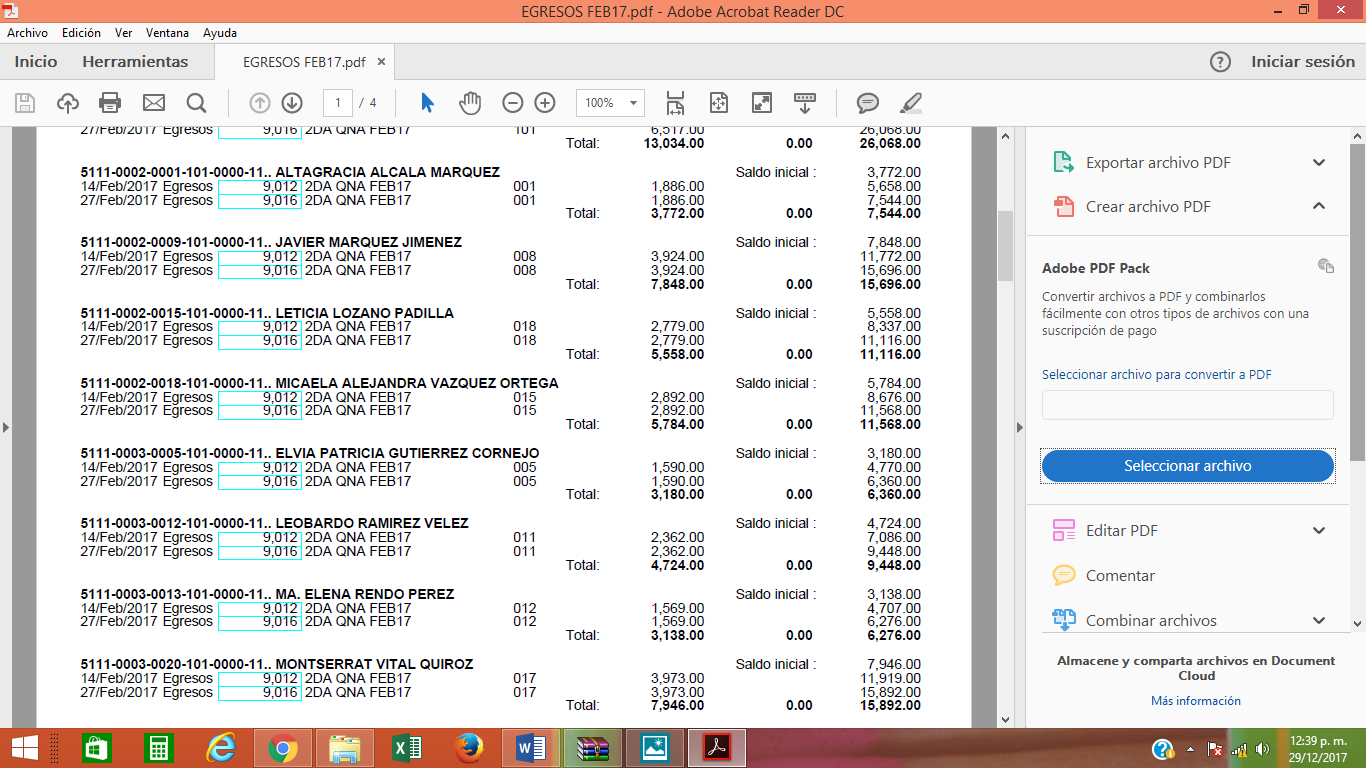 EGRESOS FEB17.pdf - Adobe Acrobat Reader DC
Archivo Edición Ver Ventana Ayuda
Inicio Herramientas EGRESOS FEB17.pdf × Iniciar sesión
1 / 4 100%
27/Feb/2017 Egresos 9,016 2DA QNA FEB17 101 6,517.00 26,068.00
Total: 13,034.00 0.00 26,068.00
5111-0002-0001-101-0000-11.. ALTAGRACIA ALCALA MARQUEZ Saldo inicial : 3,772.00
14/Feb/2017 Egresos 9,012 2DA QNA FEB17 001 1,886.00 5,658.00
27/Feb/2017 Egresos 9,016 2DA QNA FEB17 001 1,886.00 7,544.00
Total: 3,772.00 0.00 7,544.00
5111-0002-0009-101-0000-11.. JAVIER MARQUEZ JIMENEZ Saldo inicial : 7,848.00
14/Feb/2017 Egresos 9,012 2DA QNA FEB17 008 3,924.00 11,772.00
27/Feb/2017 Egresos 9,016 2DA QNA FEB17 008 3,924.00 15,696.00
Total: 7,848.00 0.00 15,696.00
5111-0002-0015-101-0000-11.. LETICIA LOZANO PADILLA Saldo inicial : 5,558.00
14/Feb/2017 Egresos 9,012 2DA QNA FEB17 018 2,779.00 8,337.00
27/Feb/2017 Egresos 9,016 2DA QNA FEB17 018 2,779.00 11,116.00
Total: 5,558.00 0.00 11,116.00
5111-0002-0018-101-0000-11.. MICAELA ALEJANDRA VAZQUEZ ORTEGA Saldo inicial : 5,784.00
14/Feb/2017 Egresos 9,012 2DA QNA FEB17 015 2,892.00 8,676.00
27/Feb/2017 Egresos 9,016 2DA QNA FEB17 015 2,892.00 11,568.00
Total: 5,784.00 0.00 11,568.00
5111-0003-0005-101-0000-11.. ELVIA PATRICIA GUTIERREZ CORNEJO Saldo inicial : 3,180.00
14/Feb/2017 Egresos 9,012 2DA QNA FEB17 005 1,590.00 4,770.00
27/Feb/2017 Egresos 9,016 2DA QNA FEB17 005 1,590.00 6,360.00
Total: 3,180.00 0.00 6,360.00
5111-0003-0012-101-0000-11.. LEOBARDO RAMIREZ VELEZ Saldo inicial : 4,724.00
14/Feb/2017 Egresos 9,012 2DA QNA FEB17 011 2,362.00 7,086.00
27/Feb/2017 Egresos 9,016 2DA QNA FEB17 011 2,362.00 9,448.00
Total: 4,724.00 0.00 9,448.00
5111-0003-0013-101-0000-11.. MA. ELENA RENDO PEREZ Saldo inicial : 3,138.00
14/Feb/2017 Egresos 9,012 2DA QNA FEB17 012 1,569.00 4,707.00
27/Feb/2017 Egresos 9,016 2DA QNA FEB17 012 1,569.00 6,276.00
Total: 3,138.00 0.00 6,276.00
5111-0003-0020-101-0000-11.. MONTSERRAT VITAL QUIROZ Saldo inicial : 7,946.00
14/Feb/2017 Egresos 9,012 2DA QNA FEB17 017 3,973.00 11,919.00
27/Feb/2017 Egresos 9,016 2DA QNA FEB17 017 3,973.00 15,892.00
Total: 7,946.00 0.00 15,892.00
Exportar archivo PDF
Crear archivo PDF
Adobe PDF Pack
Convertir archivos a PDF y combinarlos
fácilmente con otros tipos de archivos con una
suscripción de pago
Seleccionar archivo para convertir a PDF
Seleccionar archivo
Editar PDF
Comentar
Combinar archivos
Almacene y comparta archivos en Document
Cloud
Más información
12:39 p. m.
29/12/2017